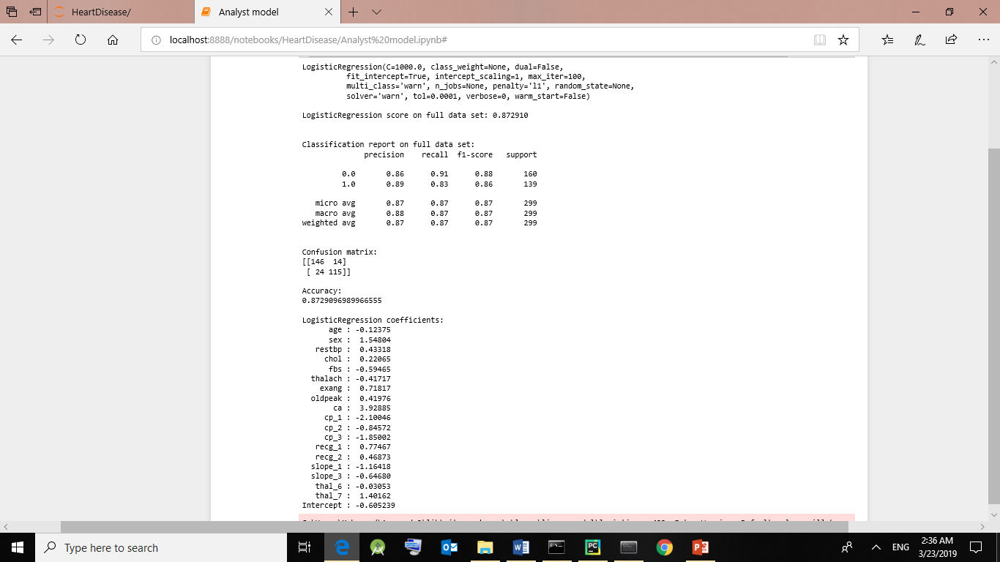 HeartDisease/
Analyst model
localhost:8888/notebooks/HeartDisease/Analyst%20model.ipynb#
LogisticRegression(C=1000.0, class_weight=None, dual=False,
fit_intercept=True, intercept_scaling=1, max_iter=100,
multi_class='warn', n_jobs=None, penalty='l1', random_state=None,
solver='warn', tol=0.0001, verbose=0, warm_start=False)
LogisticRegression score on full data set: 0.872910
Classification report on full data set:
precision recall f1-score support
0.0 0.86 0.91 0.88 160
1.0 0.89 0.83 0.86 139
micro avg 0.87 0.87 0.87 299
macro avg 0.88 0.87 0.87 299
weighted avg 0.87 0.87 0.87 299
Confusion matrix:
[[146 14]
[ 24 115]]
Accuracy:
0.8729096989966555
LogisticRegression coefficients:
age : -0.12375
sex : 1.54804
restbp : 0.43318
chol : 0.22065
fbs : -0.59465
thalach : -0.41717
exang : 0.71817
oldpeak : 0.41976
ca : 3.92885
cp_1 : -2.10046
cp_2 : -0.84572
cp_3 : -1.85002
recg_1 : 0.77467
recg_2 : 0.46873
slope_1 : -1.16418
slope_3 : -0.64680
thal_6 : -0.03053
thal_7 : 1.40162
Intercept : -0.605239
Type here to search
ENG
2:36 AM
3/23/2019